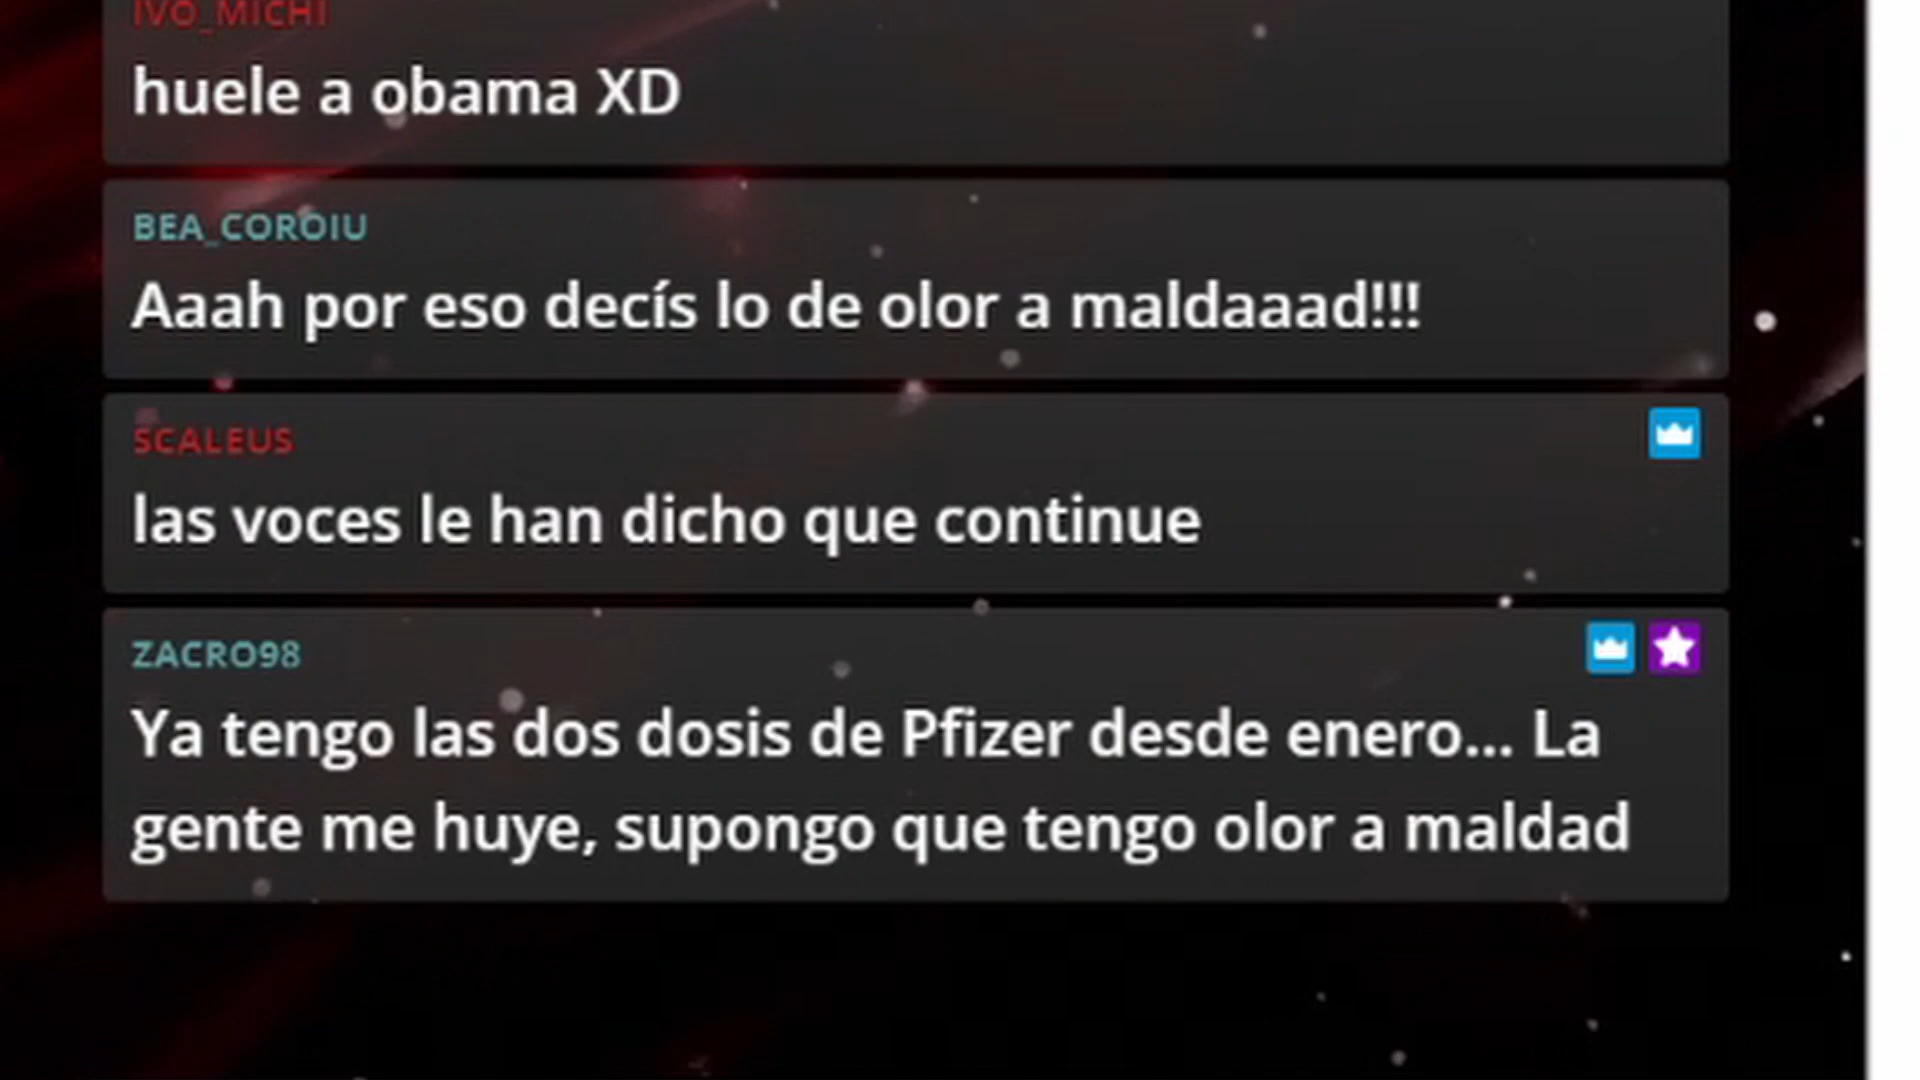 IVO_MICHI
huele a obama XD
BEA_COROIU
Aaah por eso decís lo de olor a maldaaad!!!
SCALEUS
las voces le han dicho que continue
ZACRO98
Ya tengo las dos dosis de Pfizer desde enero... La
gente me huye, supongo que tengo olor a maldad